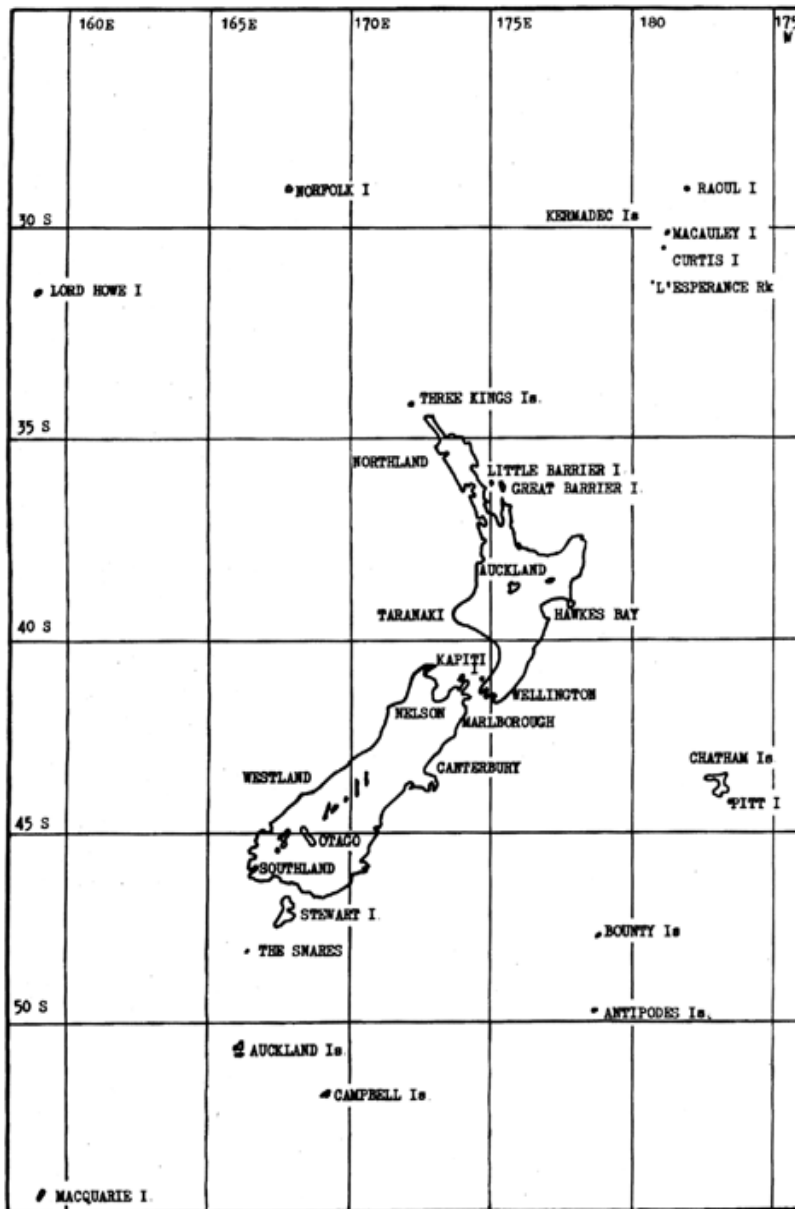 160E 165E 170E 175E 180 175
W
NORFOLK I
RAOUL I
KERMADEC Is
30 S
MACAULEY I
CURTIS I
L'ESPERANCE Rk
LORD HOWE I
THREE KINGS Is.
35 S
NORTHLAND
LITTLE BARRIER I.
GREAT BARRIER I.
AUCKLAND
TARANAKI
HAWKES BAY
40 S
KAPITI
I
WELLINGTON
NELSON
MARLBOROUGH
CHATHAM Is
CANTERBURY
WESTLAND
PITT I
45 S
OTAGO
SOUTHLAND
STEWART I.
BOUNTY Is
THE SNARES
50 S
ANTIPODES Is.
AUCKLAND Is.
CAMPBELL Is.
MACQUARIE I.